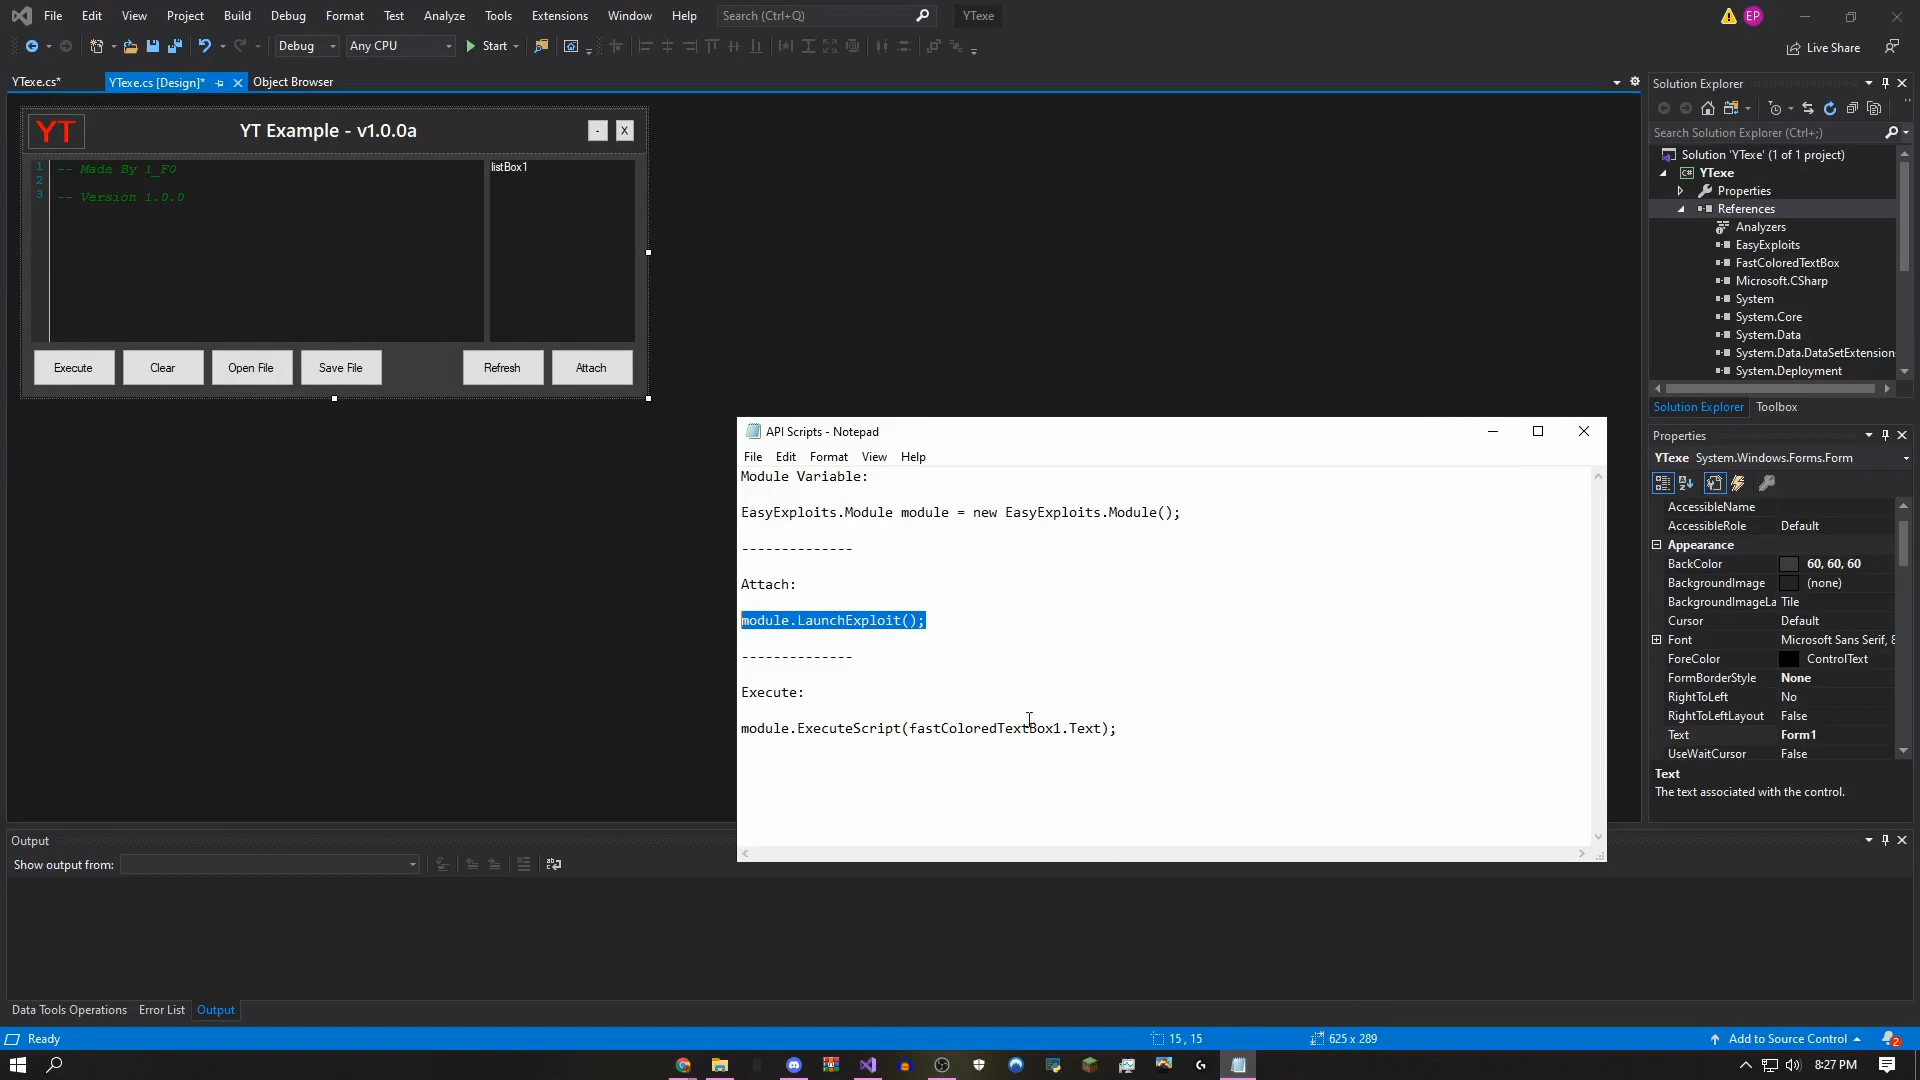 File Edit View Project Build Debug Format Test Analyze Tools Extensions Window Help Search (Ctrl+Q) YTexe EP
Debug Any CPU Start Live Share
YTexe.cs* YTexe.cs [Design]* Object Browser
YT YT Example - v1.0.0a - X
1 -- Made By 1_F0
2
3 -- Version 1.0.0
listBox1
Execute Clear Open File Save File Refresh Attach
Solution Explorer
Search Solution Explorer (Ctrl+;)
Solution 'YTexe' (1 of 1 project)
C# YTexe
Properties
References
Analyzers
EasyExploits
FastColoredTextBox
Microsoft.CSharp
System
System.Core
System.Data
System.Data.DataSetExtension
System.Deployment
Solution Explorer Toolbox
Properties
YTexe System.Windows.Forms.Form
AccessibleName
AccessibleRole Default
Appearance
BackColor 60, 60, 60
BackgroundImage (none)
BackgroundImageLa Tile
Cursor Default
Font Microsoft Sans Serif, 8
ForeColor ControlText
FormBorderStyle None
RightToLeft No
RightToLeftLayout False
Text Form1
UseWaitCursor False
Text
The text associated with the control.
API Scripts - Notepad
File Edit Format View Help
Module Variable:
EasyExploits.Module module = new EasyExploits.Module();
--------------
Attach:
module.LaunchExploit();
--------------
Execute:
module.ExecuteScript(fastColoredTextBox1.Text);
Output
Show output from:
Data Tools Operations Error List Output
Ready 15 , 15 625 x 289 Add to Source Control 2
8:27 PM